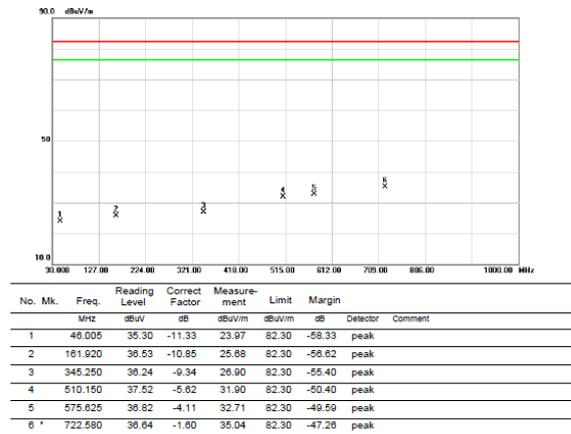 90.0 dBuV/m
50
10.0
1
2
3
4
5
6
30.000 127.00 224.00 321.00 418.00 515.00 612.00 709.00 806.00 1000.00 MHz
No. Mk. Freq. Reading Level Correct Factor Measure-ment Limit Margin
MHz dBuV dB dBuV/m dBuV/m dB Detector Comment
1 46.005 35.30 -11.33 23.97 82.30 -58.33 peak
2 161.920 36.53 -10.85 25.68 82.30 -56.62 peak
3 345.250 36.24 -9.34 26.90 82.30 -55.40 peak
4 510.150 37.52 -5.62 31.90 82.30 -50.40 peak
5 575.625 36.82 -4.11 32.71 82.30 -49.59 peak
6 * 722.580 36.64 -1.60 35.04 82.30 -47.26 peak